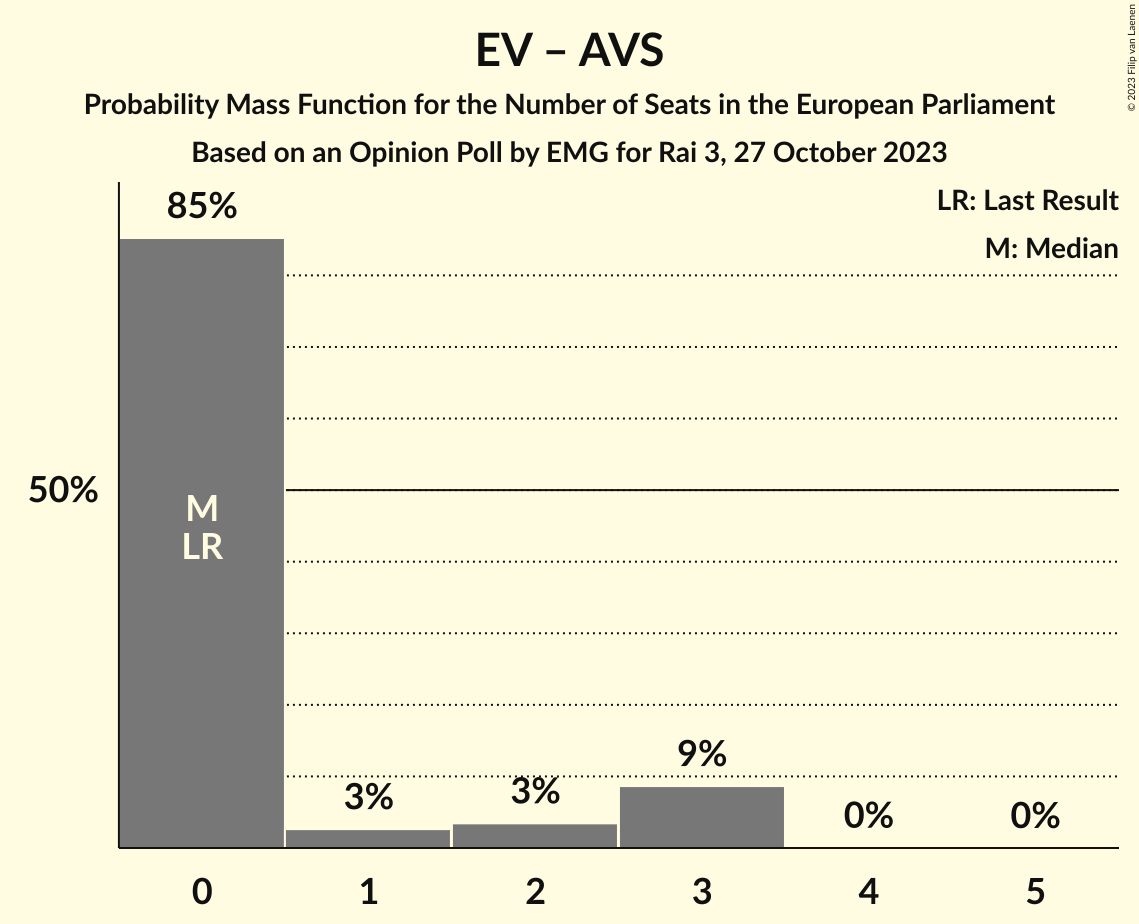 EV – AVS
Probability Mass Function for the Number of Seats in the European Parliament
Based on an Opinion Poll by EMG for Rai 3, 27 October 2023
© 2023 Filip van Laenen
LR: Last Result
M: Median
85%
50%
M
LR
3%
3%
9%
0%
0%
0
1
2
3
4
5